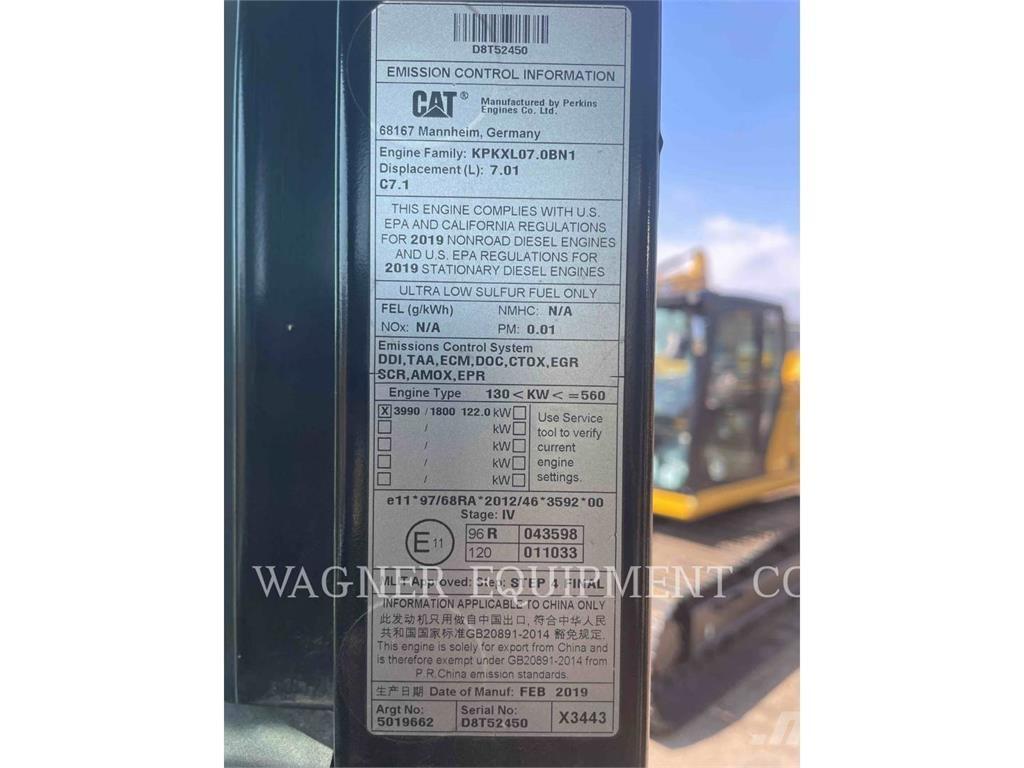 D8T52450
EMISSION CONTROL INFORMATION
CAT® Manufactured by Perkins
Engines Co. Ltd.
68167 Mannheim, Germany
Engine Family: KPKXL07.0BN1
Displacement (L): 7.01
C7.1
THIS ENGINE COMPLIES WITH U.S.
EPA AND CALIFORNIA REGULATIONS
FOR 2019 NONROAD DIESEL ENGINES
AND U.S. EPA REGULATIONS FOR
2019 STATIONARY DIESEL ENGINES
ULTRA LOW SULFUR FUEL ONLY
FEL (g/kWh) NMHC: N/A
NOx: N/A PM: 0.01
Emissions Control System
DDI,TAA,ECM,DOC,CTOX,EGR
SCR,AMOX,EPR
Engine Type 130 < KW < =560
X 3990 / 1800 122.0 kW
/ kW
/ kW
/ kW
/ kW
Use Service
tool to verify
current
engine
settings.
e11*97/68RA*2012/46*3592*00
Stage: IV
E11
96 R 043598
120 011033
WAGNER EQUIPMENT CO
MLIT Approved: Step: STEP 4 FINAL
INFORMATION APPLICABLE TO CHINA ONLY
此发动机只用做自中国出口, 符合中华人民
共和国国家标准GB20891-2014 豁免规定.
This engine is solely for export from China and
is therefore exempt under GB20891-2014 from
P.R.China emission standards.
生产日期 Date of Manuf: FEB 2019
Argt No:
5019662
Serial No:
D8T52450
X3443